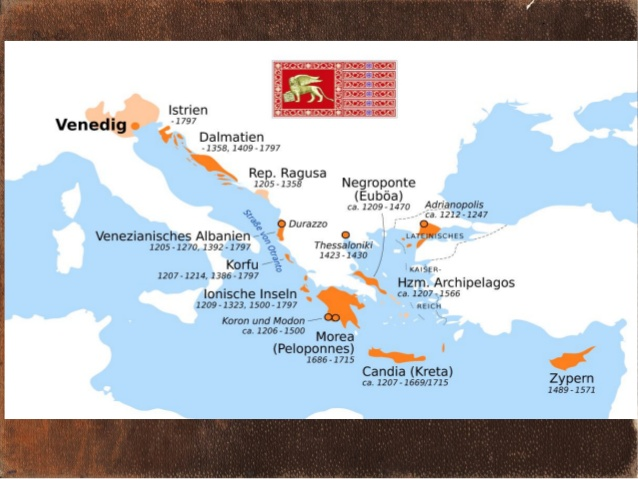 Istrien
- 1797
Venedig
Dalmatien
- 1358, 1409 - 1797
Rep. Ragusa
1205 - 1358
Negroponte
(Euböa)
ca. 1209 - 1470
Adrianopolis
ca. 1212 - 1247
Straße von Otranto
Durazzo
LATEINISCHES
Venezianisches Albanien
1205 - 1270, 1392 - 1797
Thessaloniki
1423 - 1430
Korfu
1207 - 1214, 1386 - 1797
KAISER-
Hzm. Archipelagos
ca. 1207 - 1566
Ionische Inseln
1209 - 1323, 1500 - 1797
REICH
Koron und Modon
ca. 1206 - 1500
Morea
(Peloponnes)
1686 - 1715
Candia (Kreta)
ca. 1207 - 1669/1715
Zypern
1489 - 1571